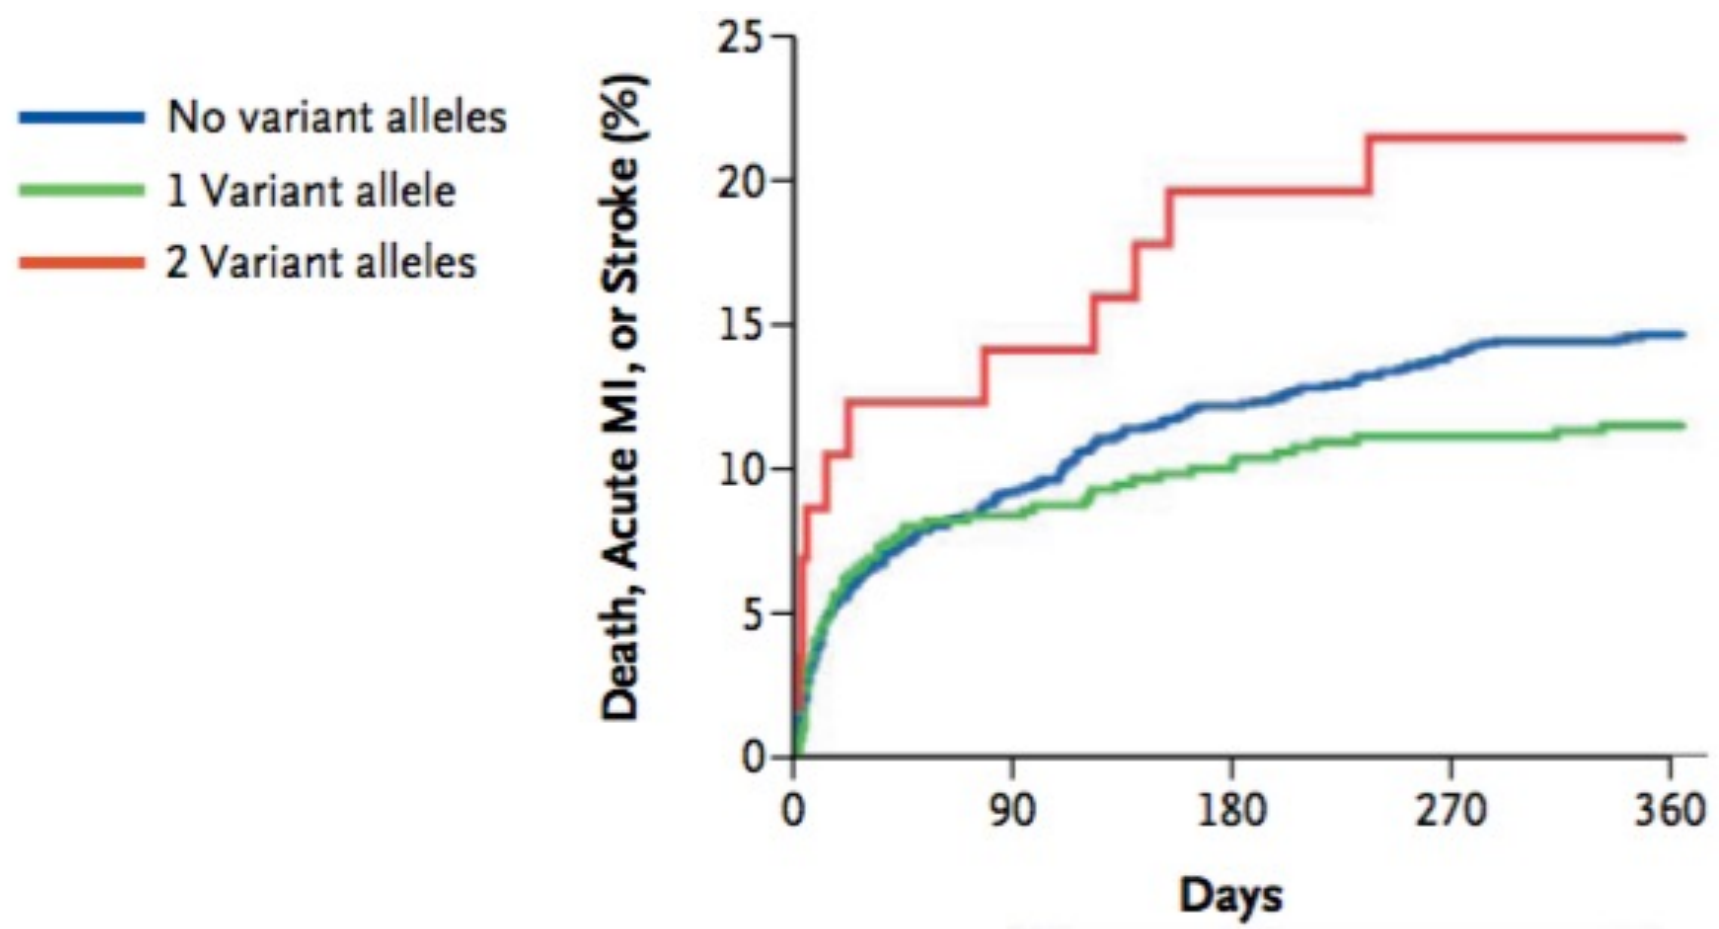 No variant alleles
1 Variant allele
2 Variant alleles
Death, Acute MI, or Stroke (%)
25
20
15
10
5
0
0 90 180 270 360
Days